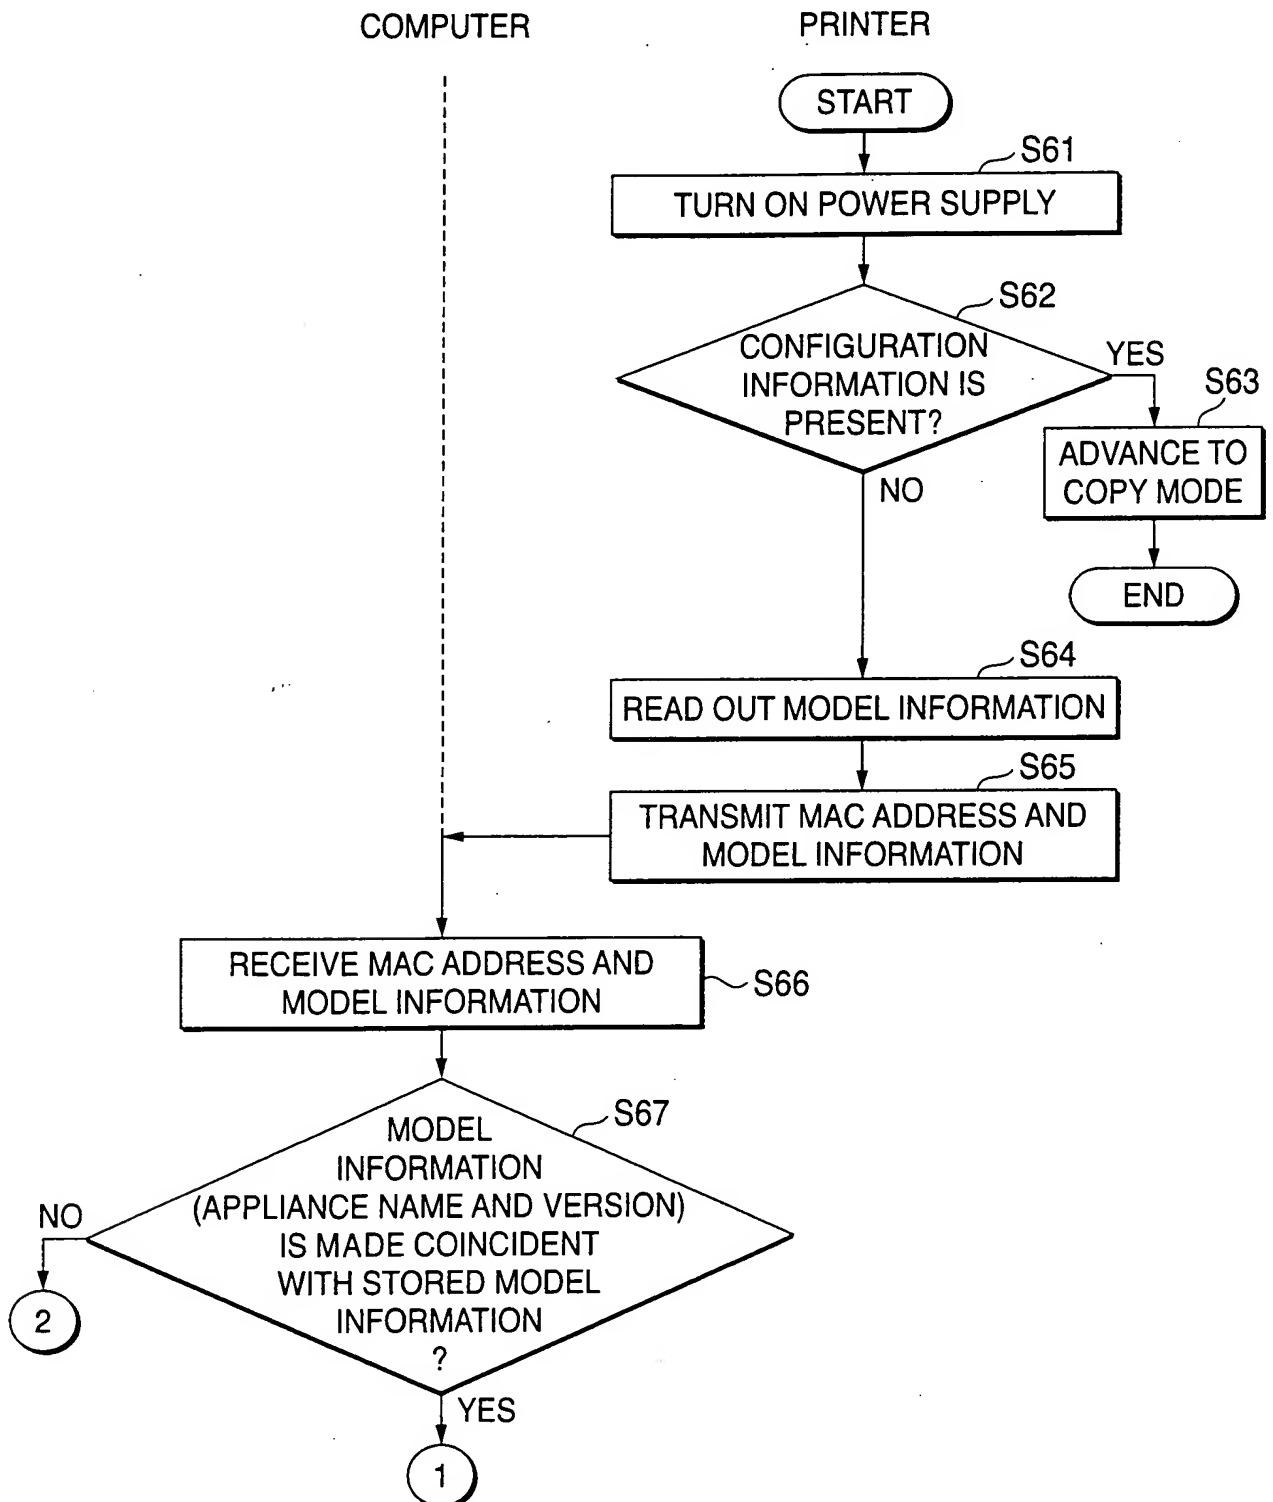 COMPUTER
PRINTER
START
S61
TURN ON POWER SUPPLY
S62
CONFIGURATION
INFORMATION IS
PRESENT?
YES
S63
ADVANCE TO
COPY MODE
NO
END
S64
READ OUT MODEL INFORMATION
S65
TRANSMIT MAC ADDRESS AND
MODEL INFORMATION
RECEIVE MAC ADDRESS AND
MODEL INFORMATION
S66
S67
MODEL
INFORMATION
(APPLIANCE NAME AND VERSION)
IS MADE COINCIDENT
WITH STORED MODEL
INFORMATION
?
NO
2
YES
1